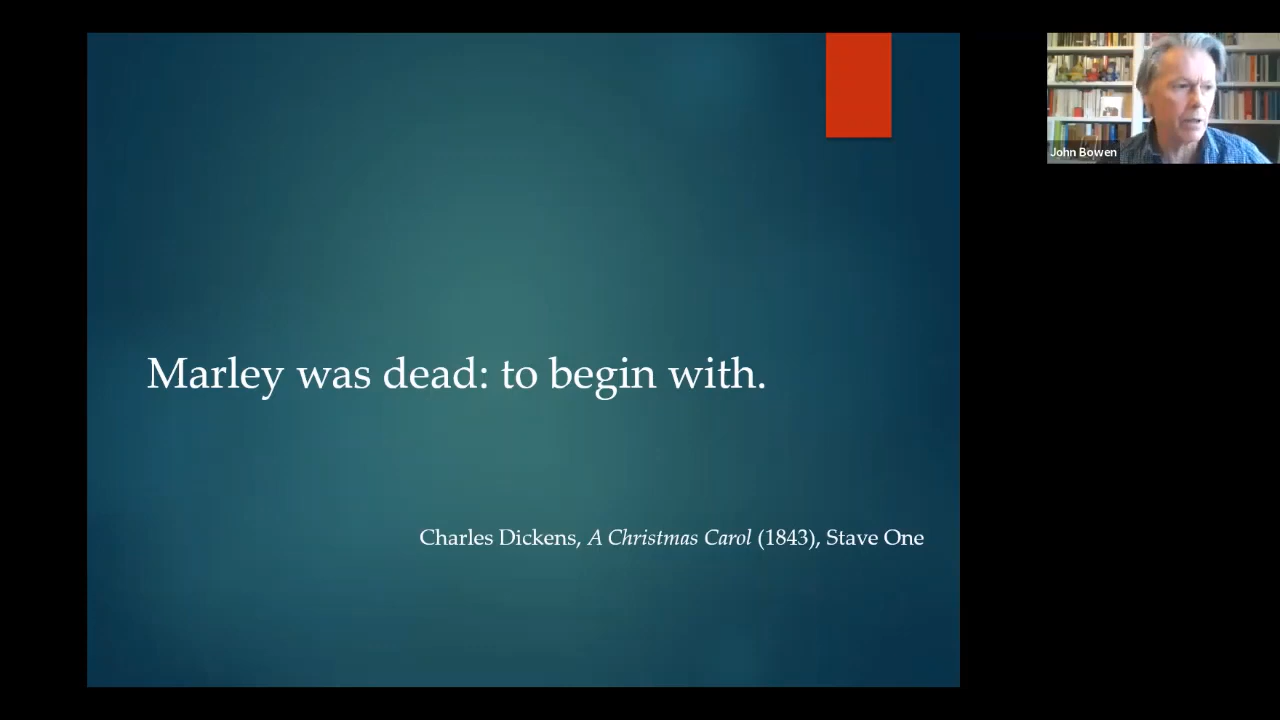 John Bowen
Marley was dead: to begin with.
Charles Dickens, A Christmas Carol (1843), Stave One